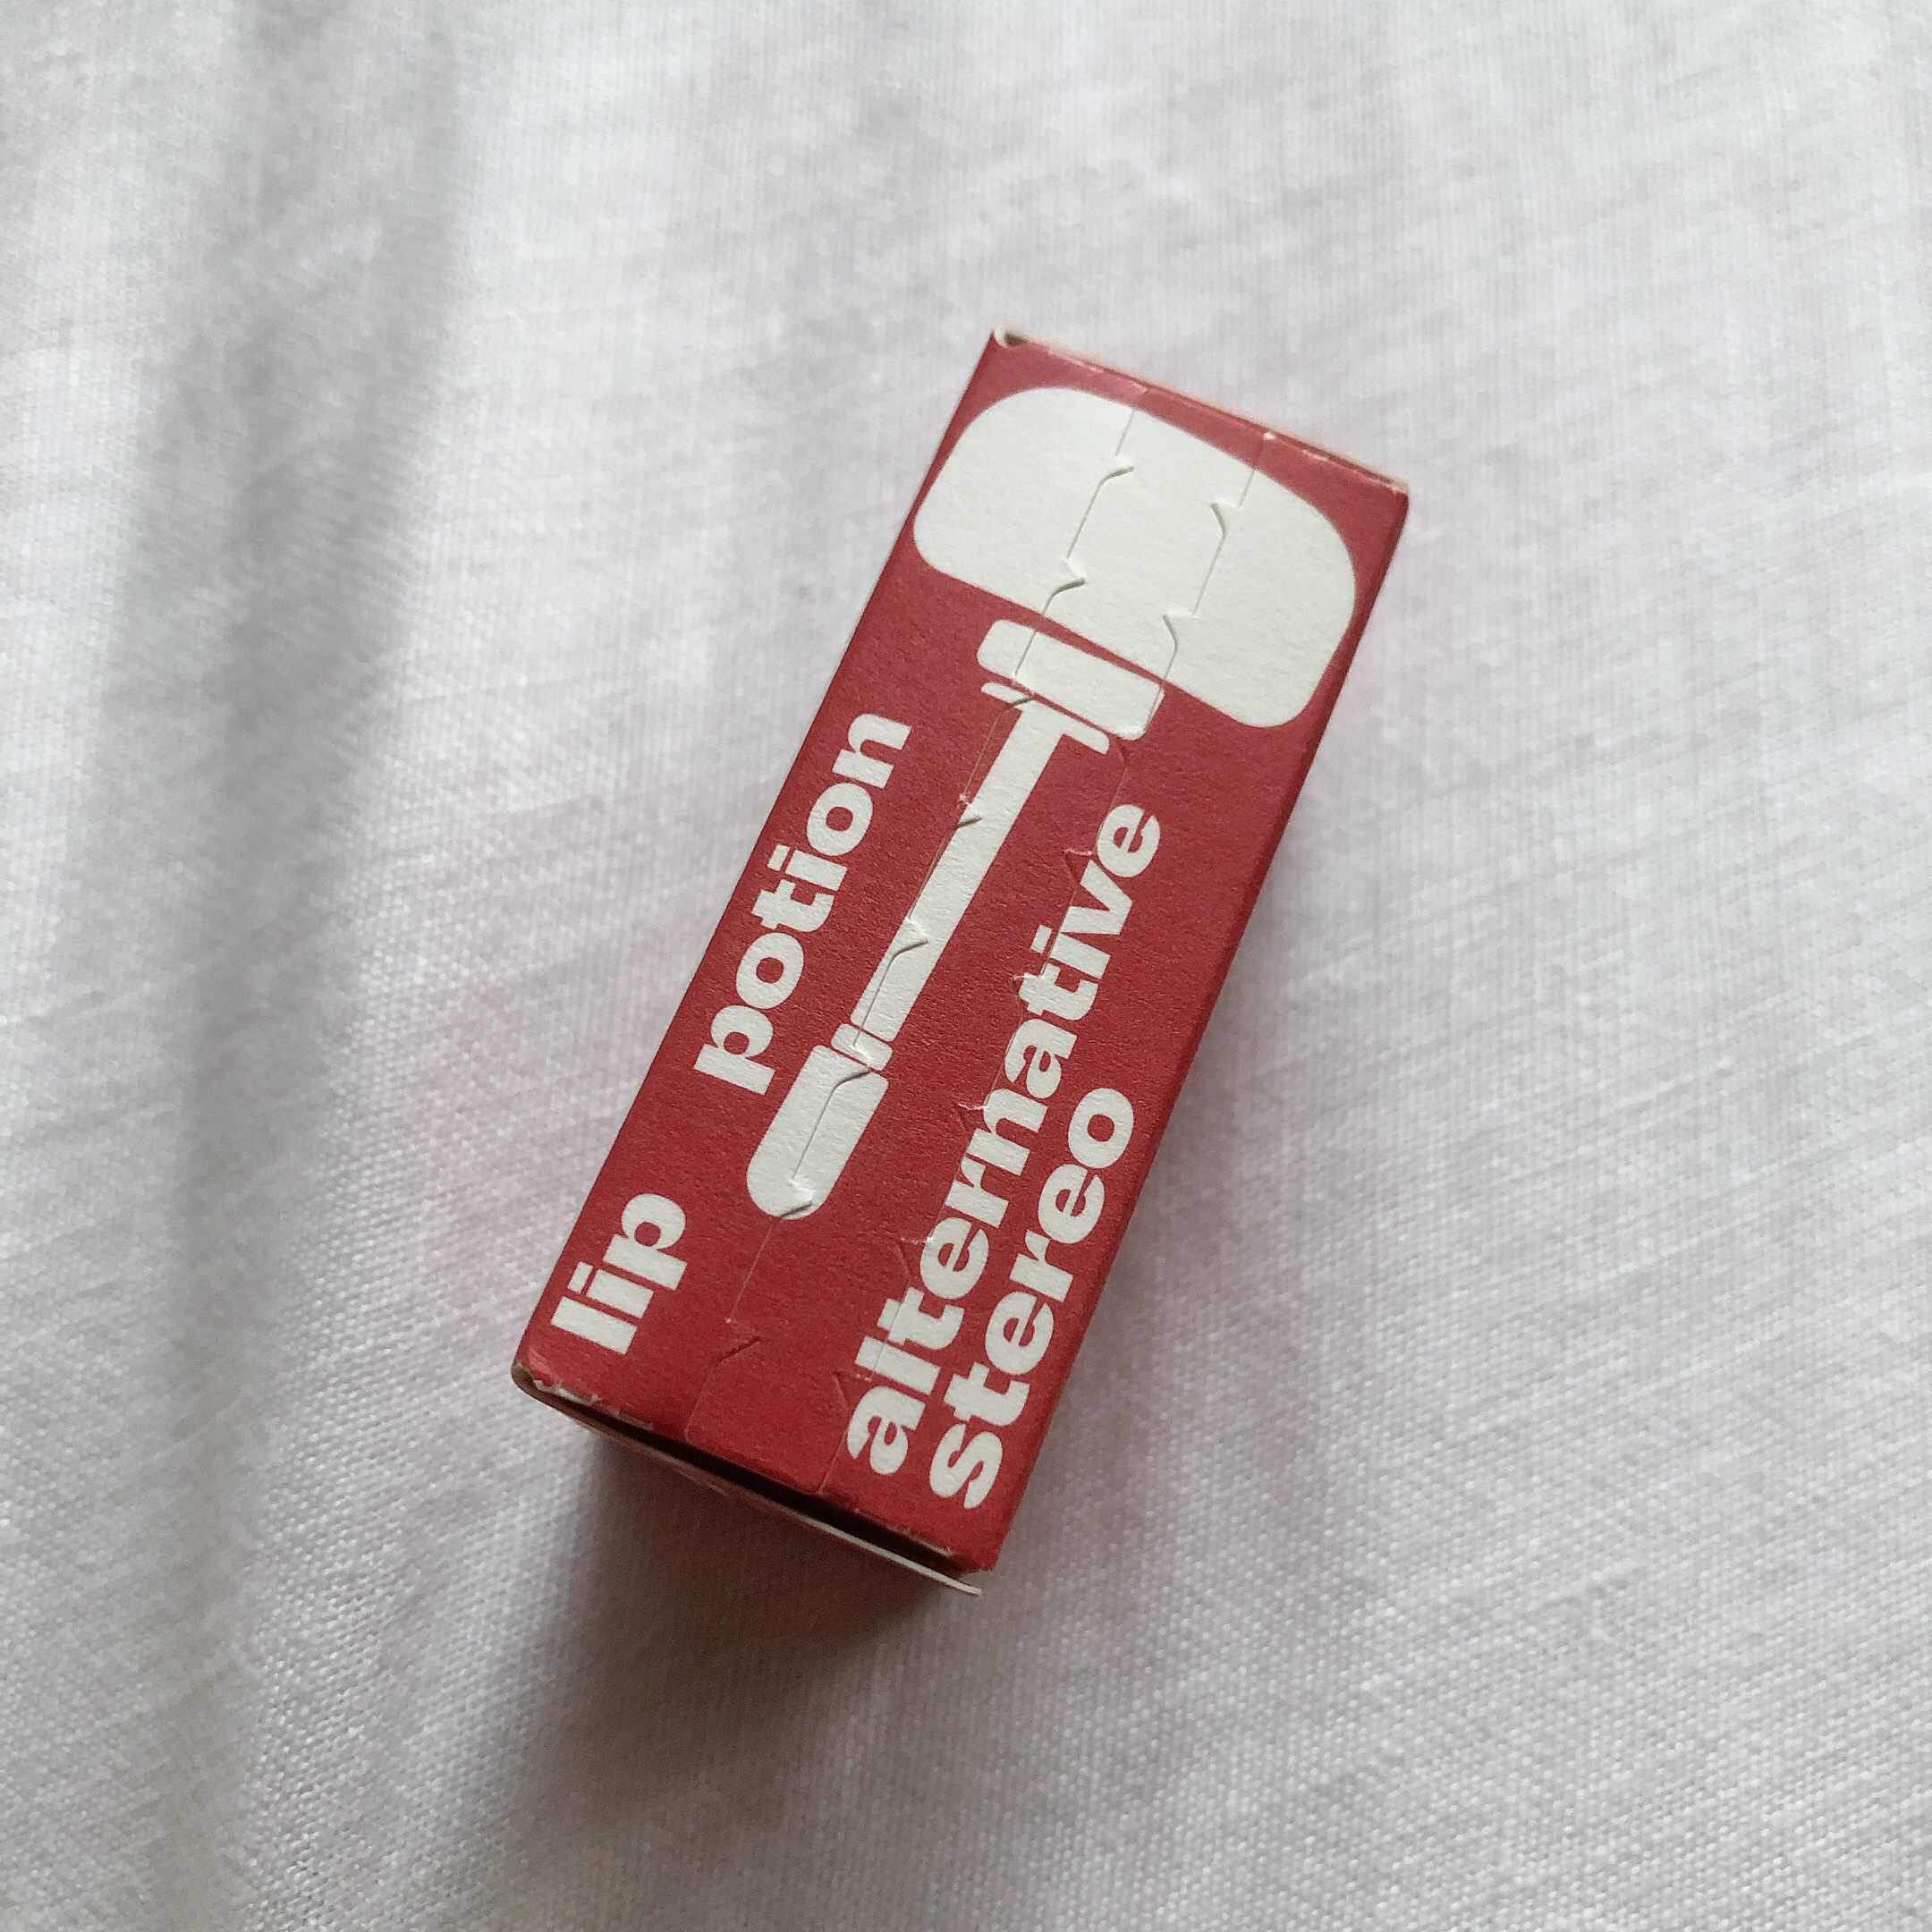 lip potion
alternative
stereo